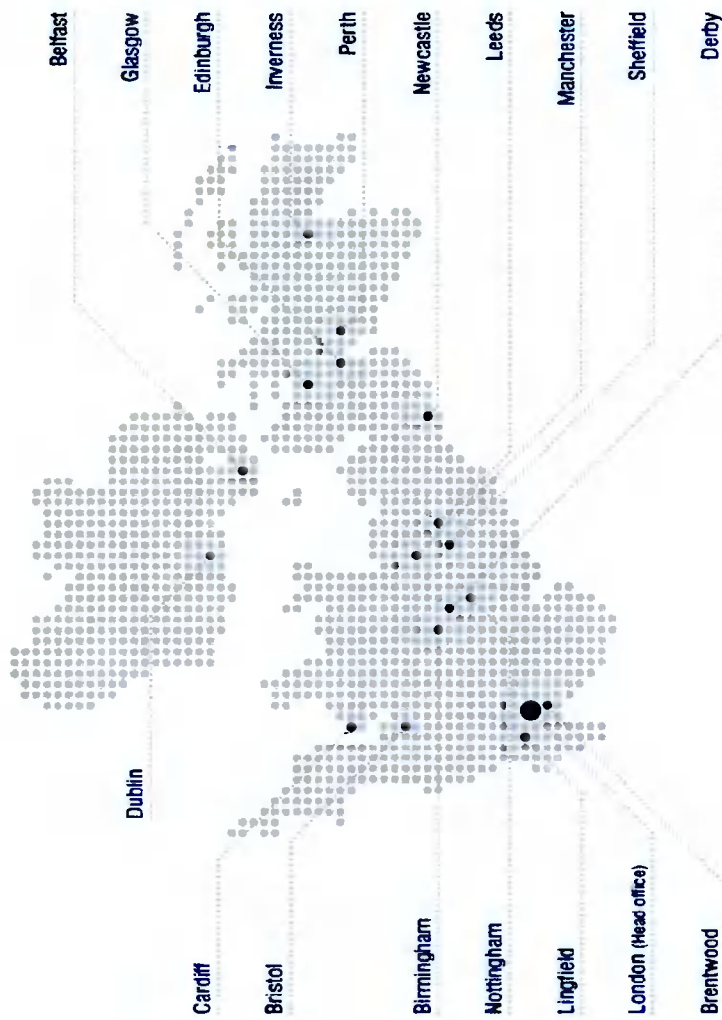 Belfast
Glasgow
Edinburgh
Inverness
Perth
Newcastle
Leeds
Manchester
Sheffield
Derby
Dublin
Cardiff
Bristol
Birmingham
Nottingham
Lingfield
London (Head office)
Brentwood